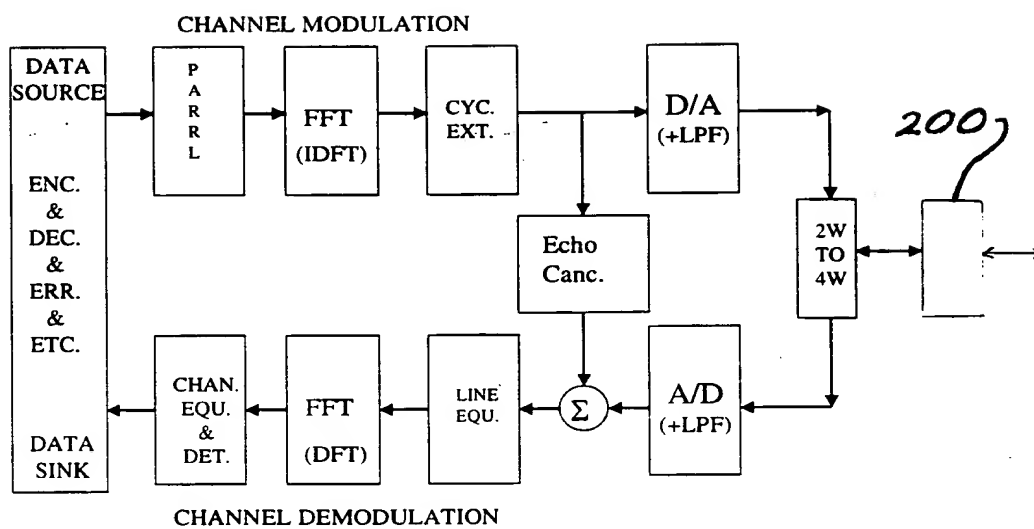 CHANNEL MODULATION
DATA
SOURCE
ENC.
&
DEC.
&
ERR.
&
ETC.
DATA
SINK
P
A
R
R
L
FFT
(IDFT)
CYC.
EXT.
D/A
(+LPF)
200
2W
TO
4W
Echo
Canc.
CHAN.
EQU.
&
DET.
FFT
(DFT)
LINE
EQU.
Σ
A/D
(+LPF)
CHANNEL DEMODULATION